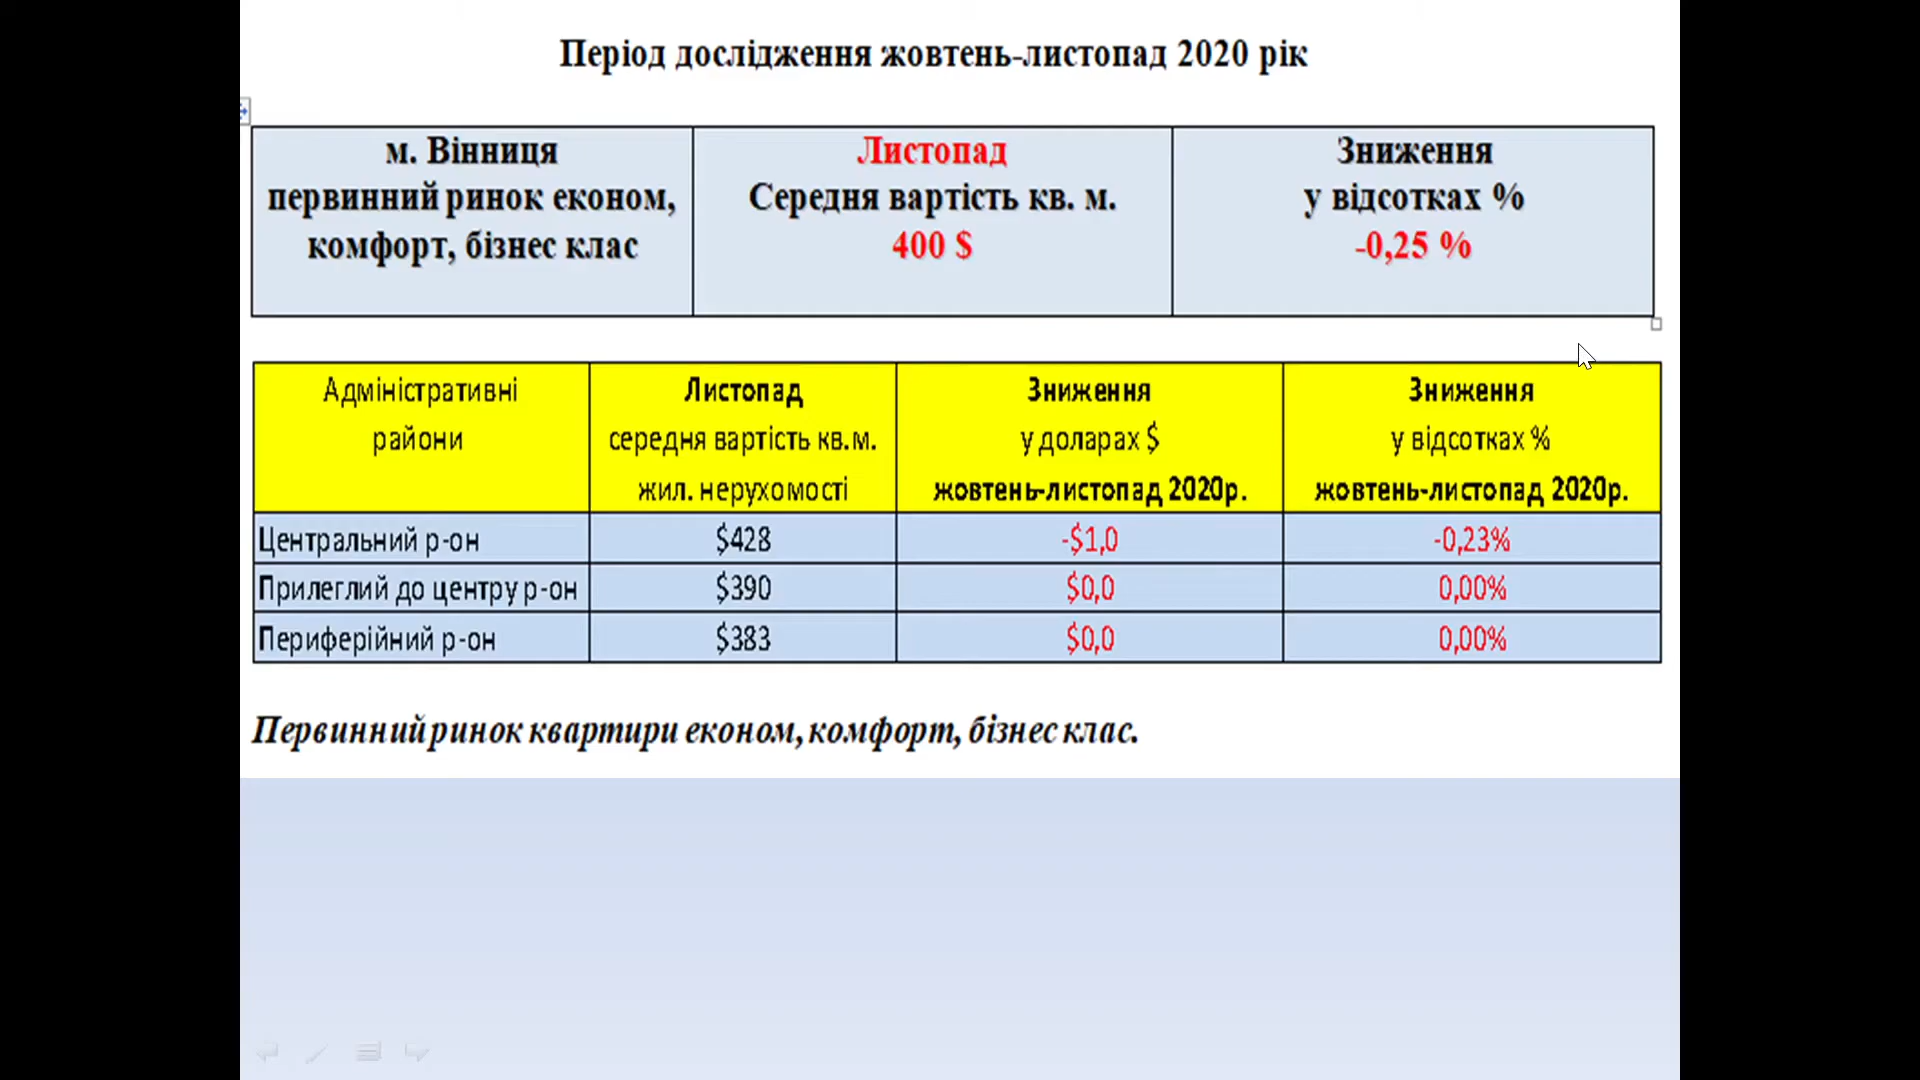 Період дослідження жовтень-листопад 2020 рік
м. Вінниця
первинний ринок економ,
комфорт, бізнес клас
Листопад
Середня вартість кв. м.
400 $
Зниження
у відсотках %
-0,25 %
Адміністративні
райони
Листопад
середня вартість кв.м.
жил. нерухомості
Зниження
у доларах $
жовтень-листопад 2020р.
Зниження
у відсотках %
жовтень-листопад 2020р.
Центральний р-он
$428
-$1,0
-0,23%
Прилеглий до центру р-он
$390
$0,0
0,00%
Периферійний р-он
$383
$0,0
0,00%
Первинний ринок квартири економ, комфорт, бізнес клас.